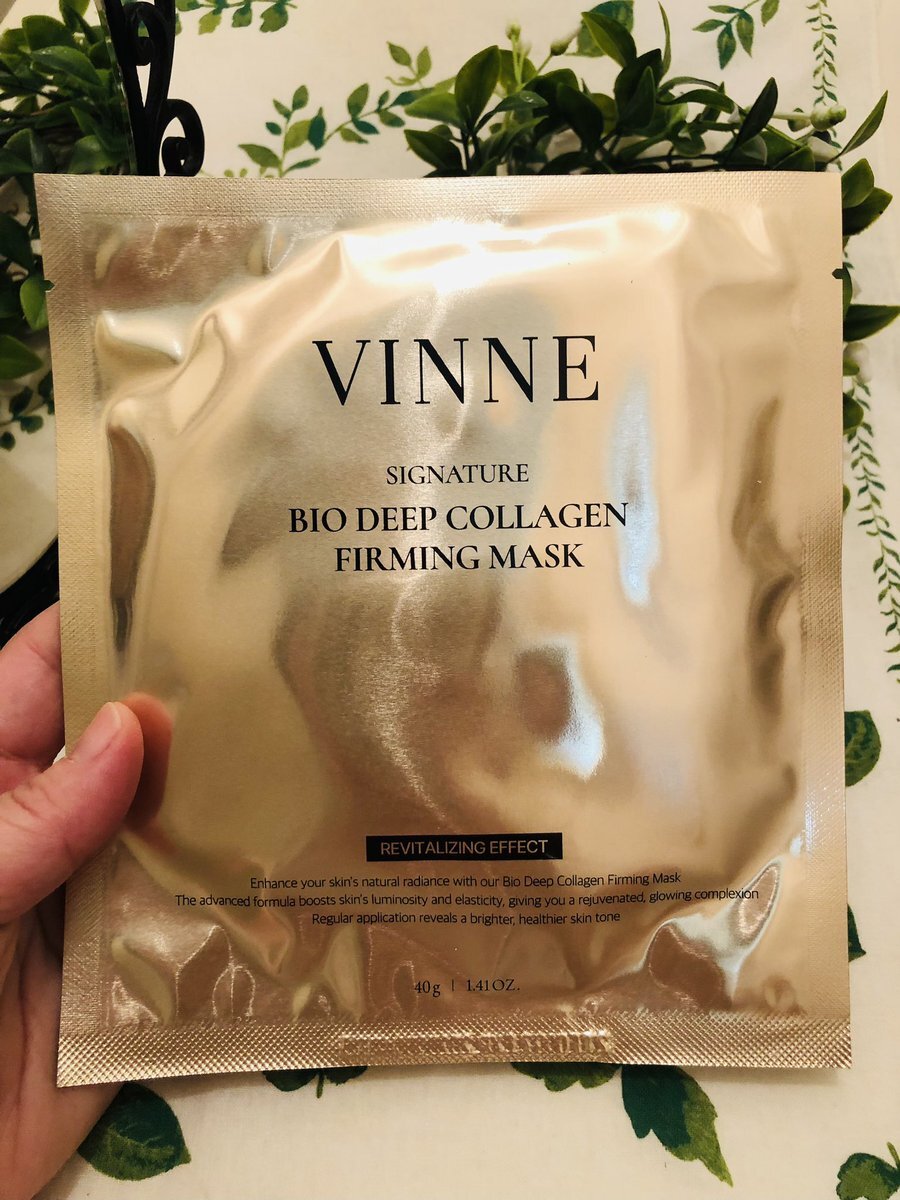 VINNE
SIGNATURE
BIO DEEP COLLAGEN
FIRMING MASK
REVITALIZING EFFECT
Enhance your skin's natural radiance with our Bio Deep Collagen Firming Mask
The advanced formula boosts skin's luminosity and elasticity, giving you a rejuvenated, glowing complexion
Regular application reveals a brighter, healthier skin tone
40g | 1.41 OZ.